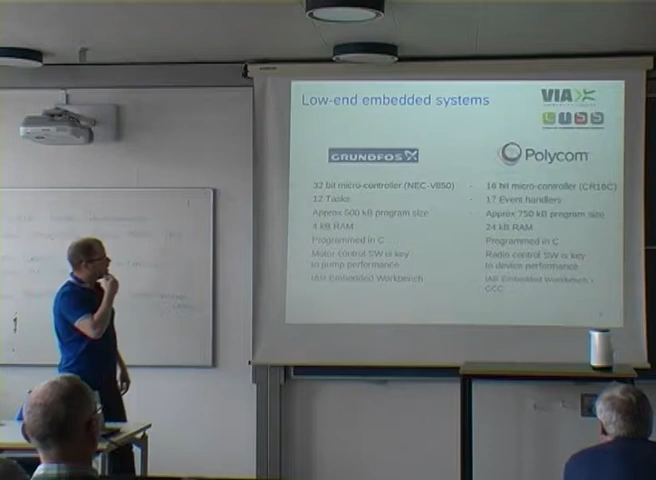 Low-end embedded systems
VIA
GRUNDFOS
Polycom
32 bit micro-controller (NEC-V850)
12 Tasks
Approx 500 kB program size
4 kB RAM
Programmed in C
Motor control SW is key
to pump performance
IAR Embedded Workbench
- 16 bit micro-controller (CR16C)
- 17 Event handlers
- Approx 750 kB program size
24 kB RAM
Programmed in C
Radio control SW is key
to device performance
IAR Embedded Workbench -
GCC